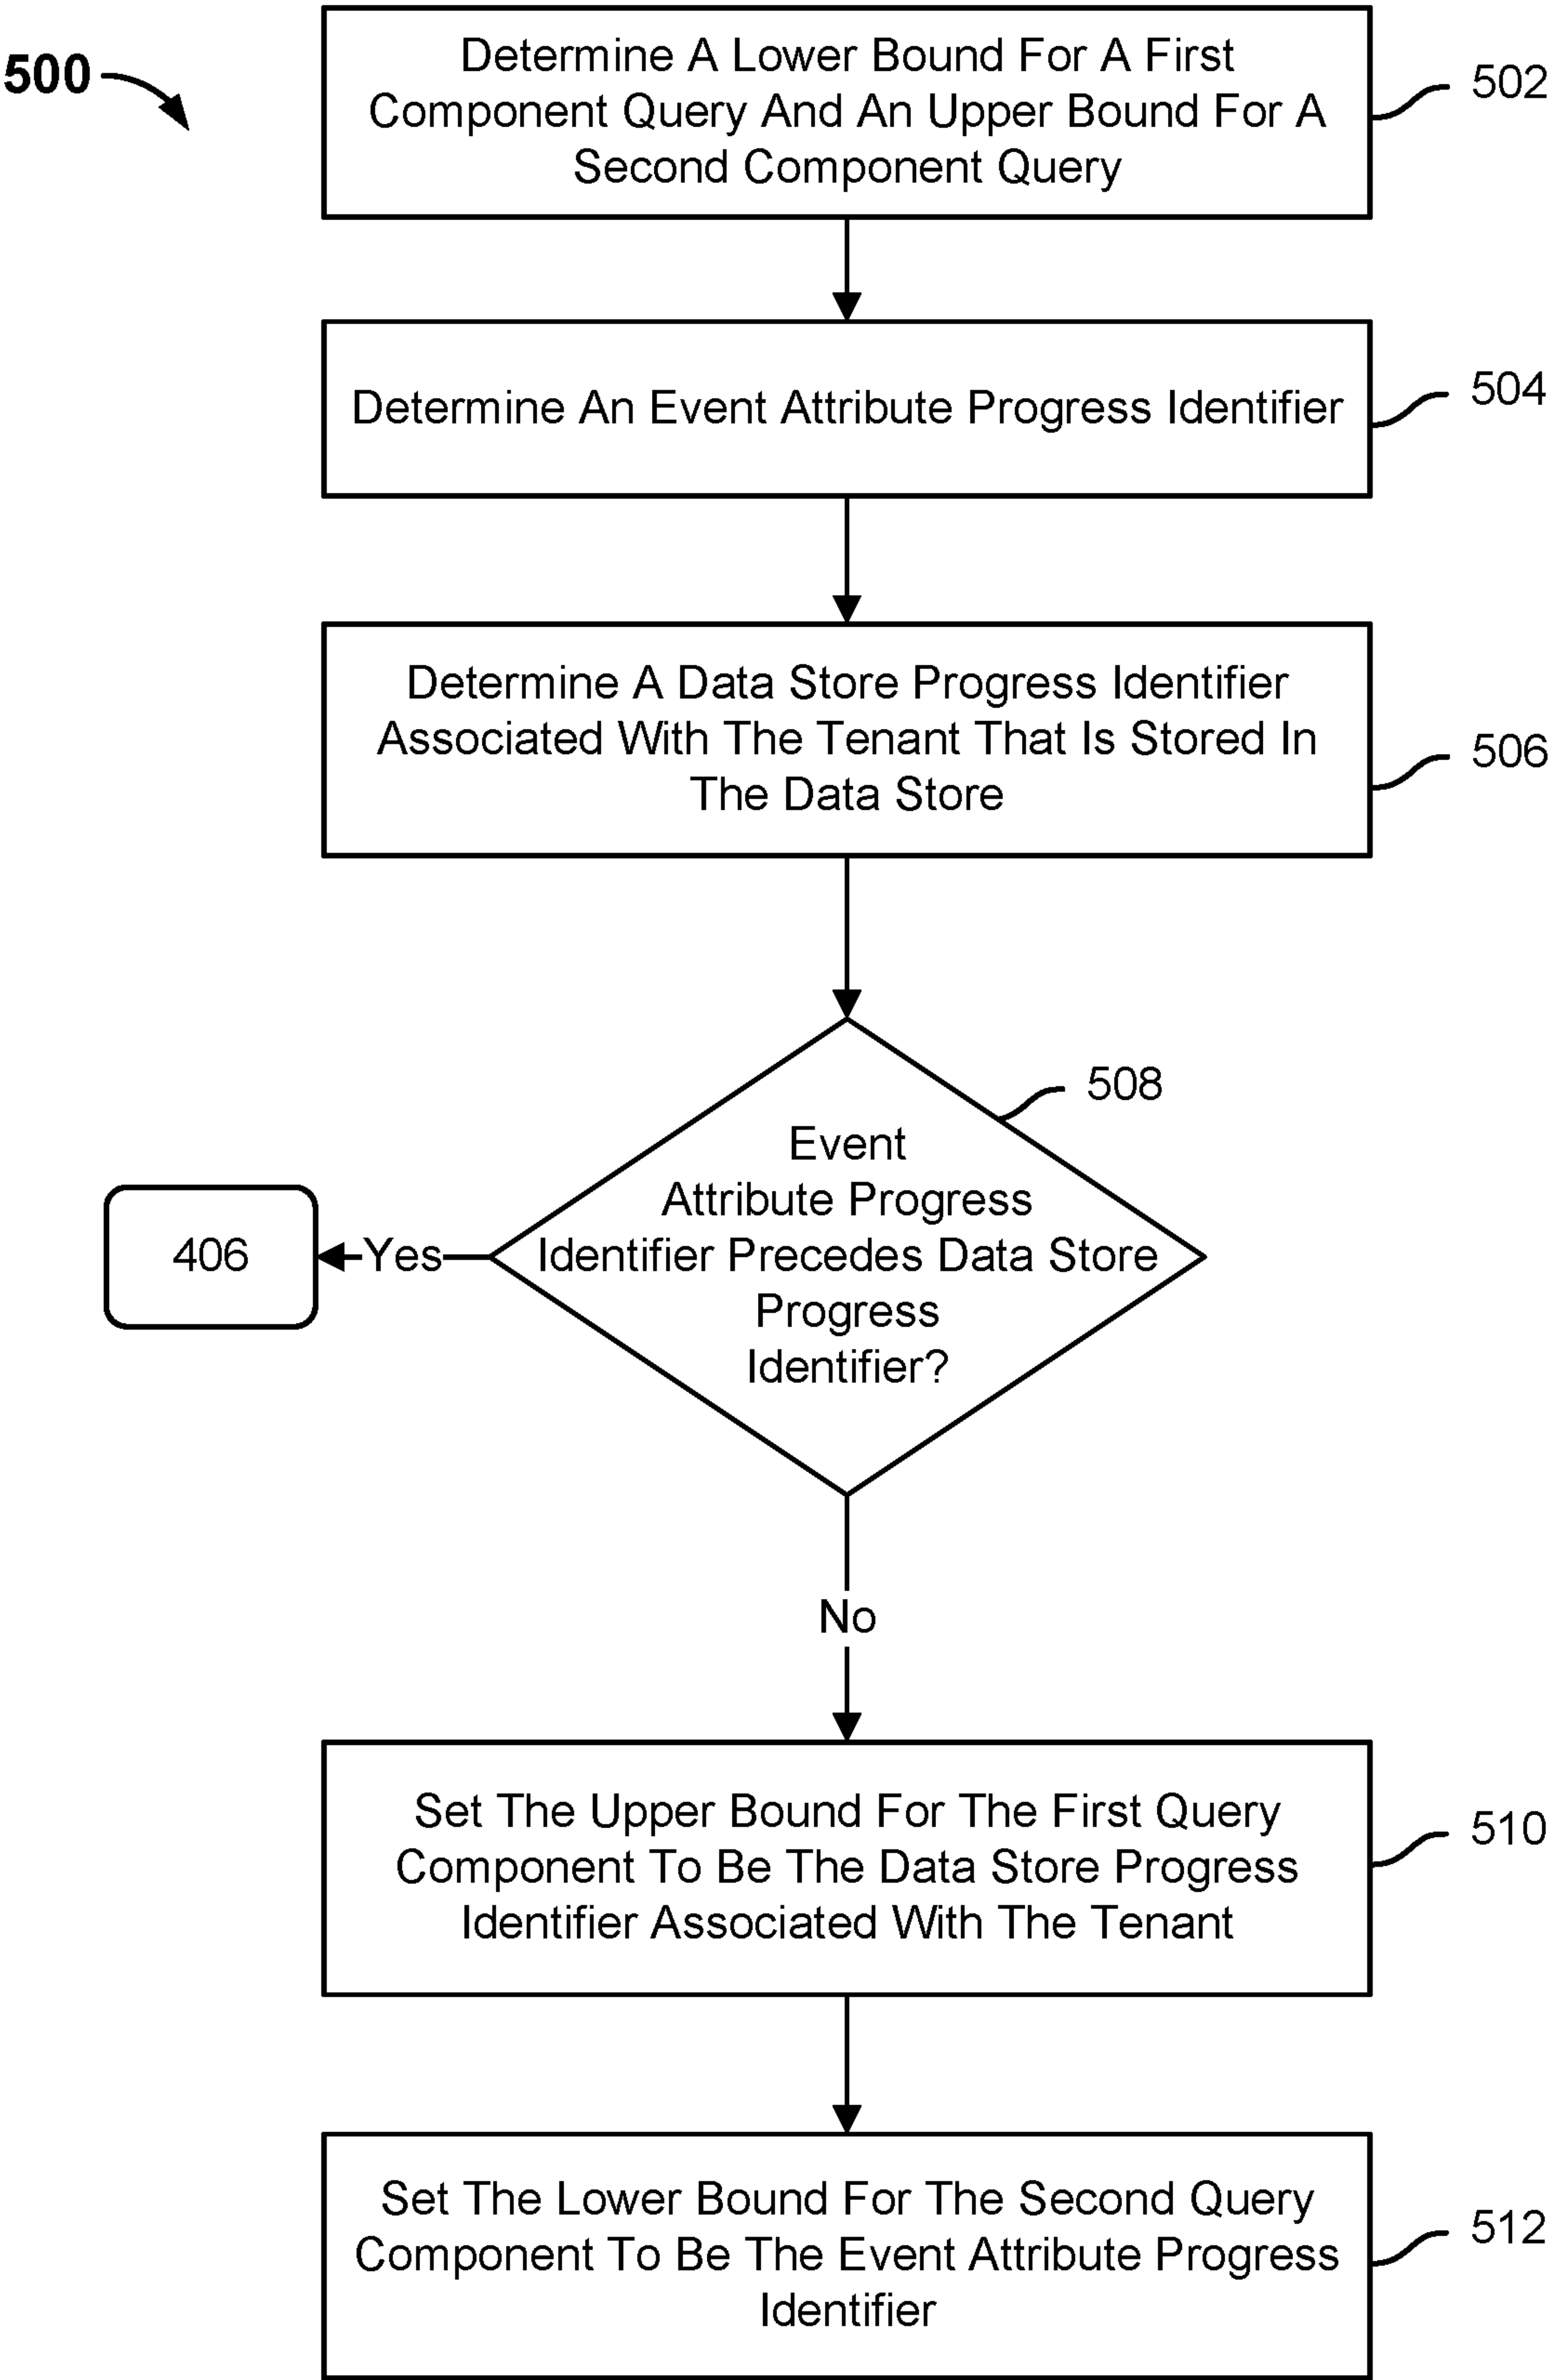 500
Determine A Lower Bound For A First
Component Query And An Upper Bound For A
Second Component Query
502
Determine An Event Attribute Progress Identifier
504
Determine A Data Store Progress Identifier
Associated With The Tenant That Is Stored In
The Data Store
506
508
Event
Attribute Progress
Identifier Precedes Data Store
Progress
Identifier?
Yes
406
No
Set The Upper Bound For The First Query
Component To Be The Data Store Progress
Identifier Associated With The Tenant
510
Set The Lower Bound For The Second Query
Component To Be The Event Attribute Progress
Identifier
512